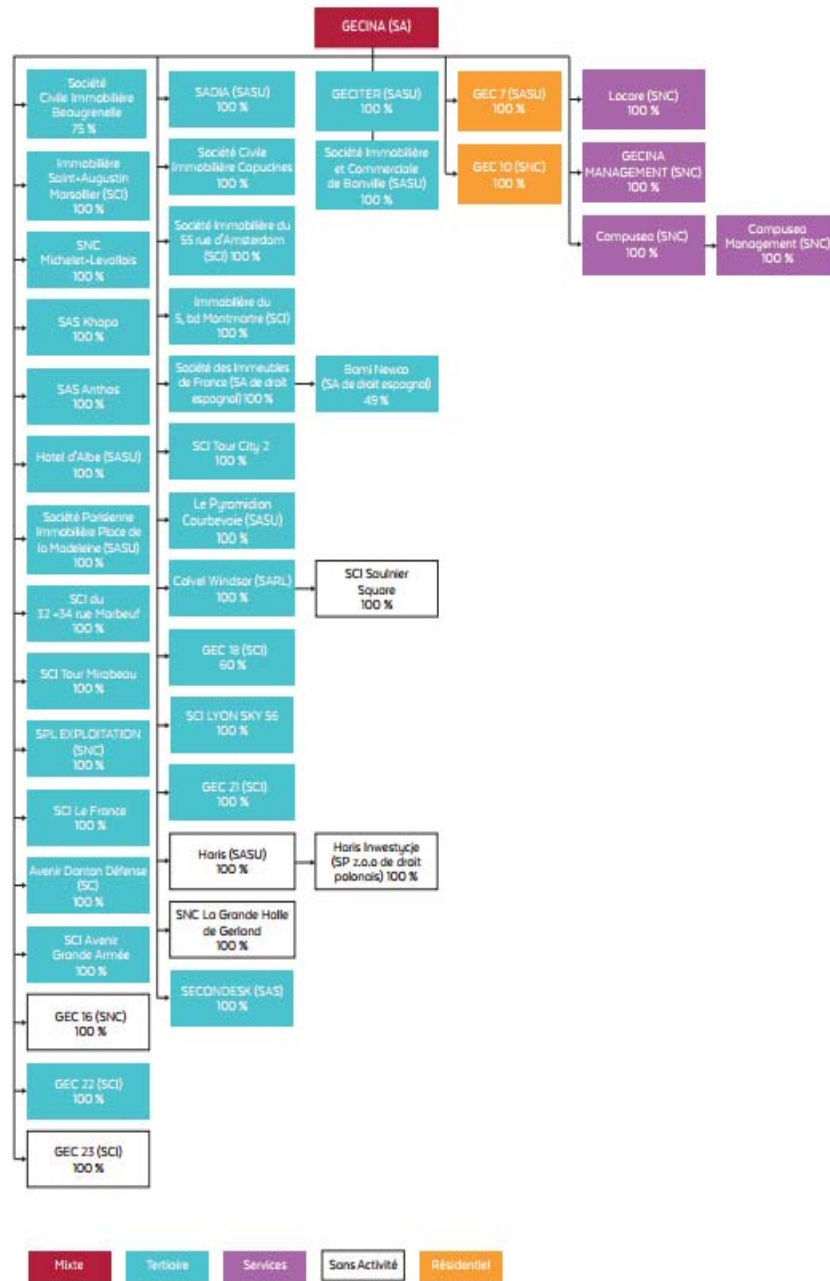 GECINA (SA)
Société
Civile Immobilière
Beaugrenelle
75 %
Immobilière
Saint-Augustin
Marsollier (SCI)
100 %
SNC
Michelet-Levallois
100 %
SAS Khapa
100 %
SAS Anthos
100 %
Hotel d'Albe (SASU)
100 %
Société Parisienne
Immobilière Place de
la Madeleine (SASU)
100 %
SCI du
32 -34 rue Marbeuf
100 %
SCI Tour Mirabeau
100 %
SPL EXPLOITATION
(SNC)
100 %
SCI Le France
100 %
Avenir Danton Défense
(SC)
100 %
SCI Avenir
Grande Armée
100 %
GEC 16 (SNC)
100 %
GEC 22 (SCI)
100 %
GEC 23 (SCI)
100 %
SADIA (SASU)
100 %
Société Civile
Immobilière Capucines
100 %
Société Immobilière du
55 rue d'Amsterdam
(SCI) 100 %
Immobilière du
5, bd Montmartre (SCI)
100 %
Société des Immeubles
de France (SA de droit
espagnol) 100 %
Bami Newco
(SA de droit espagnol)
49 %
SCI Tour City 2
100 %
Le Pyramidion
Courbevoie (SASU)
100 %
Colvel Windsor (SARL)
100 %
SCI Saulnier
Square
100 %
GEC 18 (SCI)
60 %
SCI LYON SKY 56
100 %
GEC 21 (SCI)
100 %
Haris (SASU)
100 %
Haris Inwestycje
(SP z.o.o de droit
polonais) 100 %
SNC La Grande Halle
de Gerland
100 %
SECONDESK (SAS)
100 %
GECITER (SASU)
100 %
Société Immobilière
et Commerciale
de Banville (SASU)
100 %
GEC 7 (SASU)
100 %
GEC 10 (SNC)
100 %
Locare (SNC)
100 %
GECINA
MANAGEMENT (SNC)
100 %
Campusea (SNC)
100 %
Campusea
Management (SNC)
100 %
Mixte
Tertiaire
Services
Sans Activité
Résidentiel